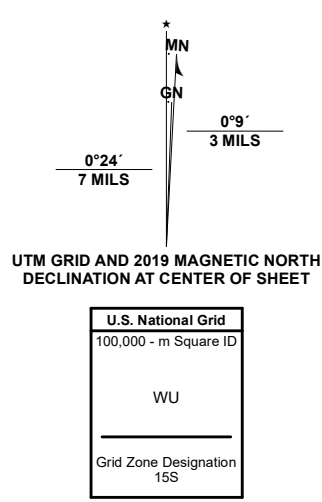 ★
MN
GN
0°9´
3 MILS
0°24´
7 MILS
UTM GRID AND 2019 MAGNETIC NORTH
DECLINATION AT CENTER OF SHEET
U.S. National Grid
100,000 - m Square ID
WU
Grid Zone Designation
15S